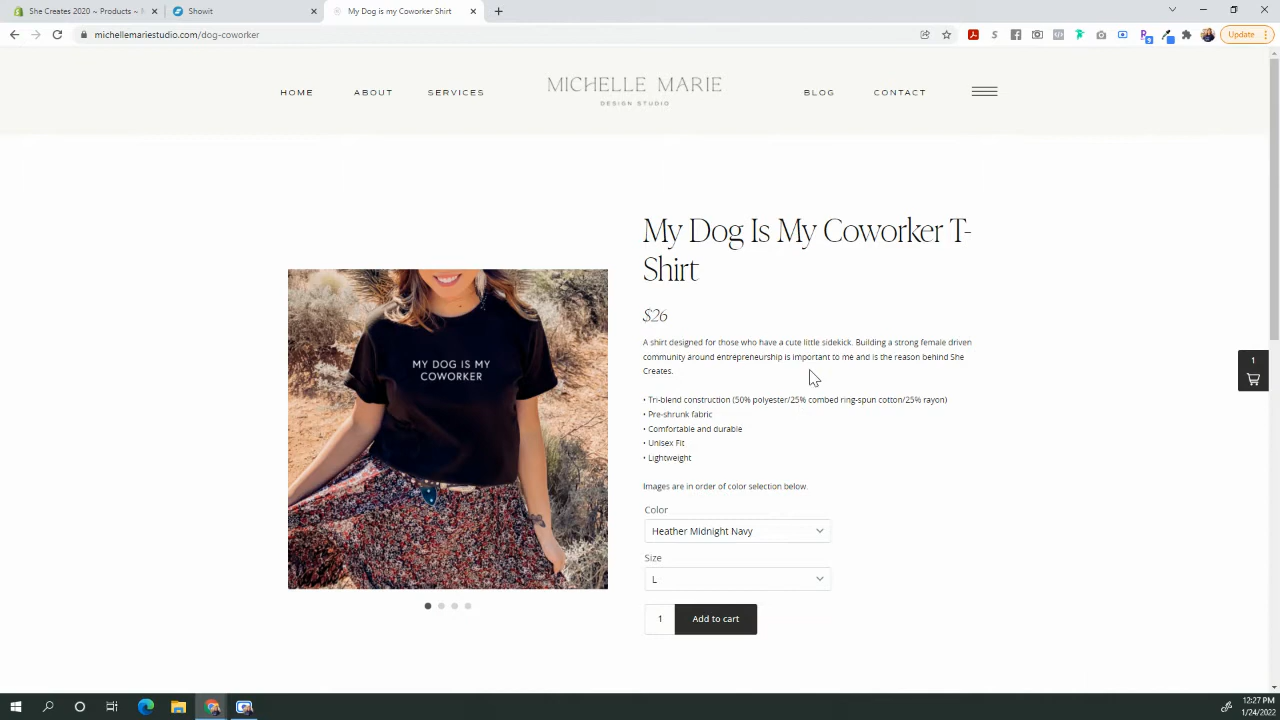 She Creates 2020 ~ Products ~
Showit
My Dog is my Coworker Shirt
michellemariestudio.com/dog-coworker
Update
HOME
ABOUT
SERVICES
MICHELLE MARIE
DESIGN STUDIO
BLOG
CONTACT
My Dog Is My Coworker T-
Shirt
$26
A shirt designed for those who have a cute little sidekick. Building a strong female driven
community around entrepreneurship is important to me and is the reason behind She
Creates.
• Tri-blend construction (50% polyester/25% combed ring-spun cotton/25% rayon)
• Pre-shrunk fabric
• Comfortable and durable
• Unisex Fit
• Lightweight
Images are in order of color selection below.
Color
Heather Midnight Navy
Size
L
1
Add to cart
MY DOG IS MY
COWORKER
1
12:27 PM
1/24/2022